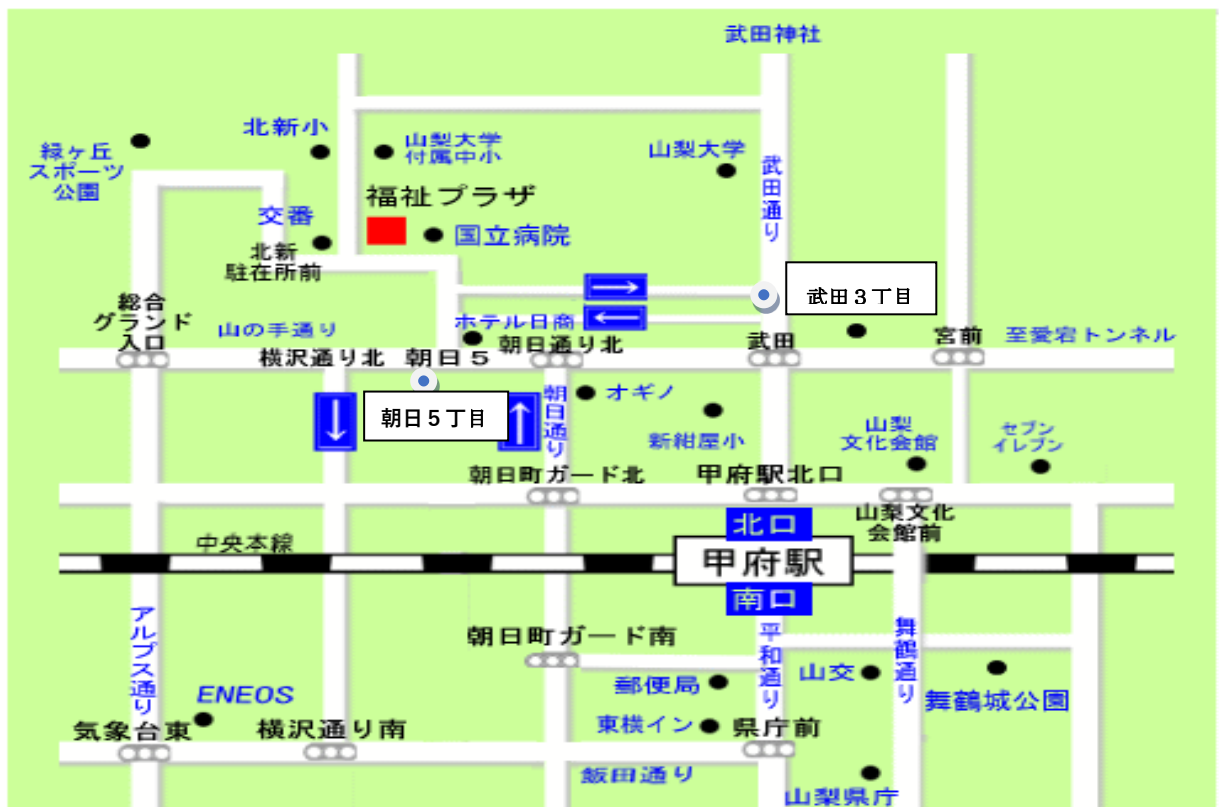 武田神社
北新小
緑ヶ丘
スポーツ
公園
山梨大学
付属中小
山梨大学
武田通り
福祉プラザ
交番
国立病院
北新
駐在所前
武田３丁目
総合
グランド
入口
山の手通り
ホテル日商
横沢通り北
朝日５
朝日通り北
武田
宮前
至愛宕トンネル
朝日５丁目
朝日通り
オギノ
新紺屋小
山梨
文化会館
セブン
イレブン
朝日町ガード北
甲府駅北口
北口
山梨文化
会館前
中央本線
甲府駅
南口
アルプス通り
朝日町ガード南
平和通り
舞鶴通り
山交
郵便局
舞鶴城公園
ENEOS
気象台東
横沢通り南
東横イン
県庁前
飯田通り
山梨県庁